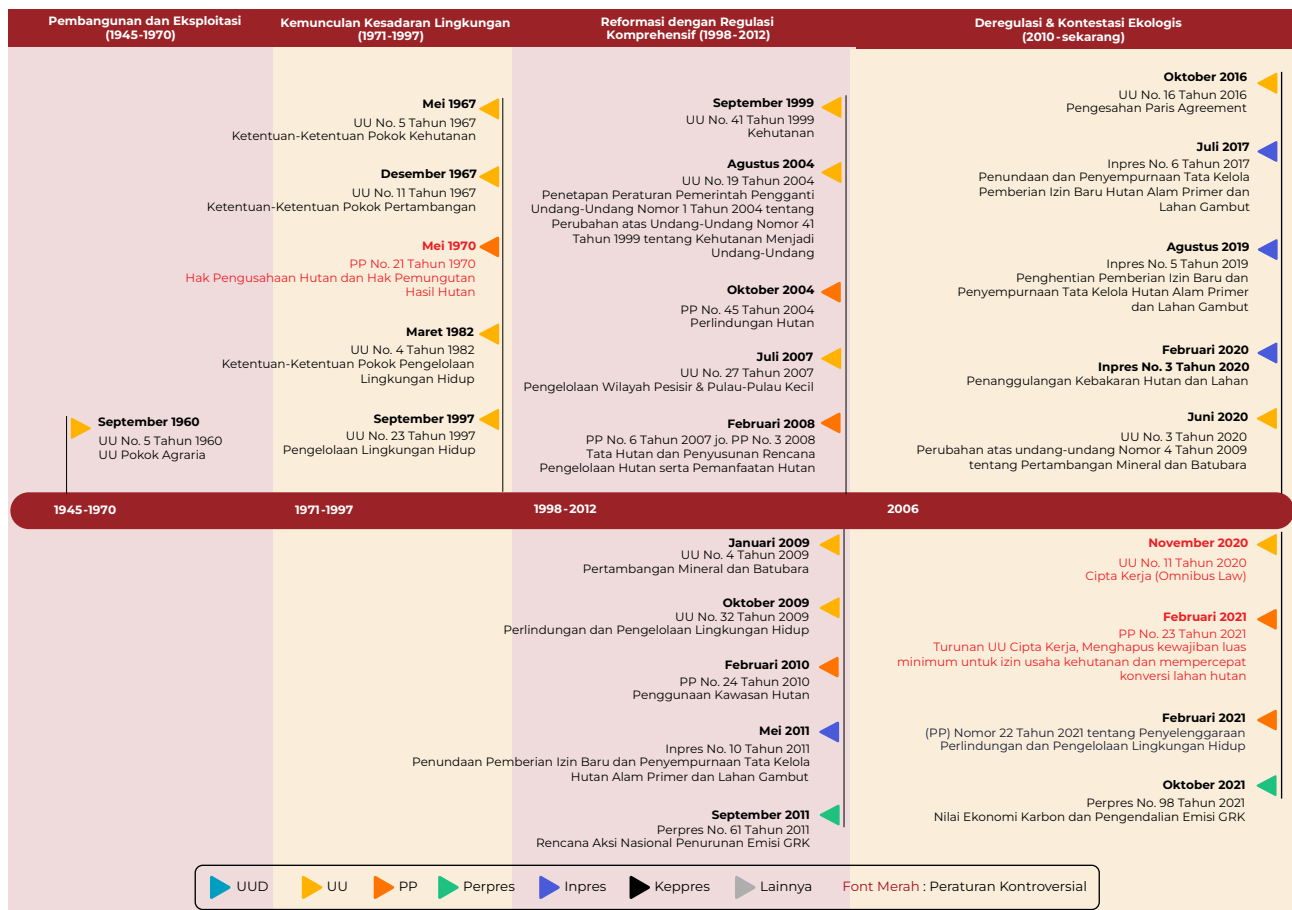 Pembangunan dan Eksploitasi
(1945-1970)
Kemunculan Kesadaran Lingkungan
(1971-1997)
Reformasi dengan Regulasi
Komprehensif (1998-2012)
Deregulasi & Kontestasi Ekologis
(2010-sekarang)
September 1960
UU No. 5 Tahun 1960
UU Pokok Agraria
Mei 1967
UU No. 5 Tahun 1967
Ketentuan-Ketentuan Pokok Kehutanan
Desember 1967
UU No. 11 Tahun 1967
Ketentuan-Ketentuan Pokok Pertambangan
Mei 1970
PP No. 21 Tahun 1970
Hak Pengusahaan Hutan dan Hak Pemungutan
Hasil Hutan
Maret 1982
UU No. 4 Tahun 1982
Ketentuan-Ketentuan Pokok Pengelolaan
Lingkungan Hidup
September 1997
UU No. 23 Tahun 1997
Pengelolaan Lingkungan Hidup
September 1999
UU No. 41 Tahun 1999
Kehutanan
Agustus 2004
UU No. 19 Tahun 2004
Penetapan Peraturan Pemerintah Pengganti
Undang-Undang Nomor 1 Tahun 2004 tentang
Perubahan atas Undang-Undang Nomor 41
Tahun 1999 tentang Kehutanan Menjadi
Undang-Undang
Oktober 2004
PP No. 45 Tahun 2004
Perlindungan Hutan
Juli 2007
UU No. 27 Tahun 2007
Pengelolaan Wilayah Pesisir & Pulau-Pulau Kecil
Februari 2008
PP No. 6 Tahun 2007 jo. PP No. 3 2008
Tata Hutan dan Penyusunan Rencana
Pengelolaan Hutan serta Pemanfaatan Hutan
Oktober 2016
UU No. 16 Tahun 2016
Pengesahan Paris Agreement
Juli 2017
Inpres No. 6 Tahun 2017
Penundaan dan Penyempurnaan Tata Kelola
Pemberian Izin Baru Hutan Alam Primer dan
Lahan Gambut
Agustus 2019
Inpres No. 5 Tahun 2019
Penghentian Pemberian Izin Baru dan
Penyempurnaan Tata Kelola Hutan Alam Primer
dan Lahan Gambut
Februari 2020
Inpres No. 3 Tahun 2020
Penanggulangan Kebakaran Hutan dan Lahan
Juni 2020
UU No. 3 Tahun 2020
Perubahan atas undang-undang Nomor 4 Tahun 2009
tentang Pertambangan Mineral dan Batubara
1945-1970
1971-1997
1998-2012
2006
Januari 2009
UU No. 4 Tahun 2009
Pertambangan Mineral dan Batubara
Oktober 2009
UU No. 32 Tahun 2009
Perlindungan dan Pengelolaan Lingkungan Hidup
Februari 2010
PP No. 24 Tahun 2010
Penggunaan Kawasan Hutan
Mei 2011
Inpres No. 10 Tahun 2011
Penundaan Pemberian Izin Baru dan Penyempurnaan Tata Kelola
Hutan Alam Primer dan Lahan Gambut
September 2011
Perpres No. 61 Tahun 2011
Rencana Aksi Nasional Penurunan Emisi GRK
November 2020
UU No. 11 Tahun 2020
Cipta Kerja (Omnibus Law)
Februari 2021
PP No. 23 Tahun 2021
Turunan UU Cipta Kerja, Menghapus kewajiban luas
minimum untuk izin usaha kehutanan dan mempercepat
konversi lahan hutan
Februari 2021
(PP) Nomor 22 Tahun 2021 tentang Penyelenggaraan
Perlindungan dan Pengelolaan Lingkungan Hidup
Oktober 2021
Perpres No. 98 Tahun 2021
Nilai Ekonomi Karbon dan Pengendalian Emisi GRK
UUD
UU
PP
Perpres
Inpres
Keppres
Lainnya
Font Merah : Peraturan Kontroversial